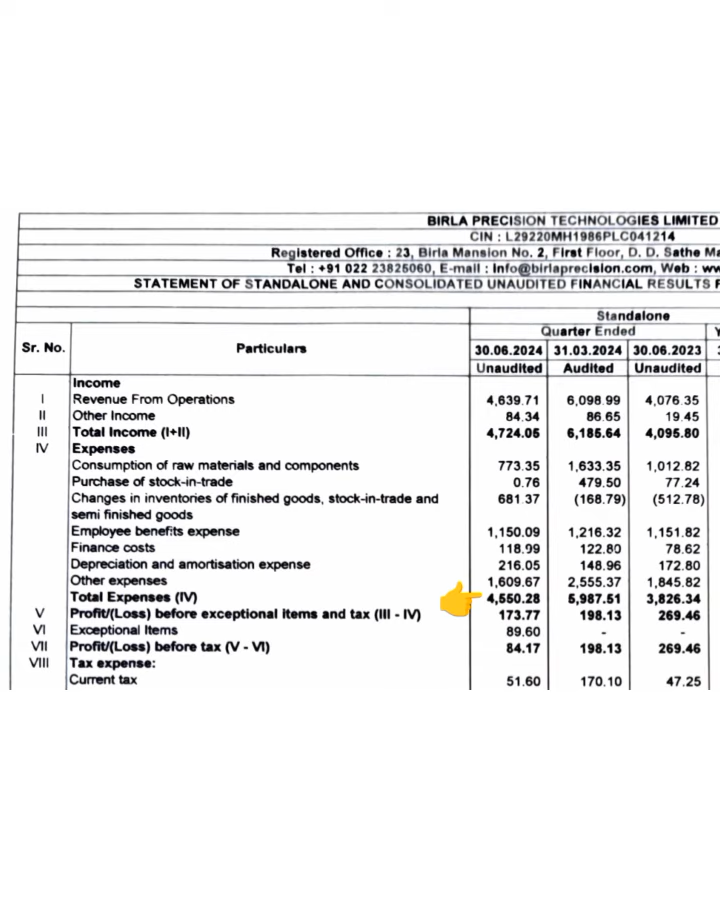 BIRLA PRECISION TECHNOLOGIES LIMITED
CIN : L29220MH1986PLC041214
Registered Office : 23, Birla Mansion No. 2, First Floor, D. D. Sathe
Tel : +91 022 23825060, E-mail : info@birlaprecision.com, Web :
STATEMENT OF STANDALONE AND CONSOLIDATED UNAUDITED FINANCIAL RESULTS
Standalone
Sr. No. Particulars Quarter Ended
30.06.2024 31.03.2024 30.06.2023
Unaudited Audited Unaudited
Income
I Revenue From Operations 4,639.71 6,098.99 4,076.35
II Other Income 84.34 86.65 19.45
III Total Income (I+II) 4,724.05 6,185.64 4,095.80
IV Expenses
Consumption of raw materials and components 773.35 1,633.35 1,012.82
Purchase of stock-in-trade 0.76 479.50 77.24
Changes in inventories of finished goods, stock-in-trade and 681.37 (168.79) (512.78)
semi finished goods
Employee benefits expense 1,150.09 1,216.32 1,151.82
Finance costs 118.99 122.80 78.62
Depreciation and amortisation expense 216.05 148.96 172.80
Other expenses 1,609.67 2,555.37 1,845.82
Total Expenses (IV) 4,550.28 5,987.51 3,826.34
V Profit/(Loss) before exceptional items and tax (III - IV) 173.77 198.13 269.46
VI Exceptional Items 89.60 - -
VII Profit/(Loss) before tax (V - VI) 84.17 198.13 269.46
VIII Tax expense:
Current tax 51.60 170.10 47.25